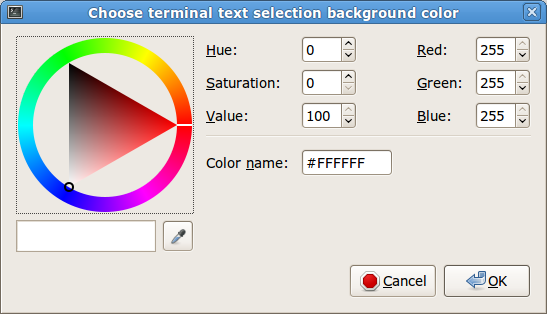 Choose terminal text selection background color
Hue: 0 Red: 255
Saturation: 0 Green: 255
Value: 100 Blue: 255
Color name: #FFFFFF
Cancel OK